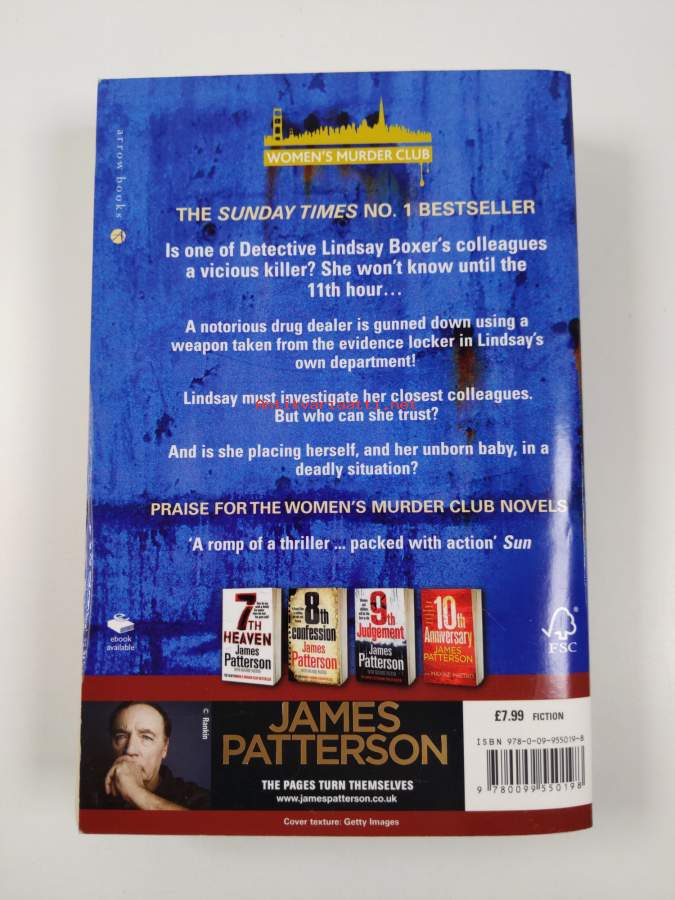 arrow books
WOMEN'S MURDER CLUB
THE SUNDAY TIMES NO. 1 BESTSELLER
Is one of Detective Lindsay Boxer's colleagues
a vicious killer? She won't know until the
11th hour...
A notorious drug dealer is gunned down using a
weapon taken from the evidence locker in Lindsay's
own department!
Lindsay must investigate her closest colleagues.
Antikvariaatti.net
But who can she trust?
And is she placing herself, and her unborn baby, in a
deadly situation?
PRAISE FOR THE WOMEN'S MURDER CLUB NOVELS
'A romp of a thriller ... packed with action' Sun
7TH
HEAVEN
James
Patterson
8th
Confession
James
Patterson
9th
Judgement
James
Patterson
10th
Anniversary
JAMES
PATTERSON
ebook
available
FSC
© Rankin
JAMES
PATTERSON
THE PAGES TURN THEMSELVES
www.jamespatterson.co.uk
£7.99 FICTION
ISBN 978-0-09-955019-8
9 780099 550198
Cover texture: Getty Images